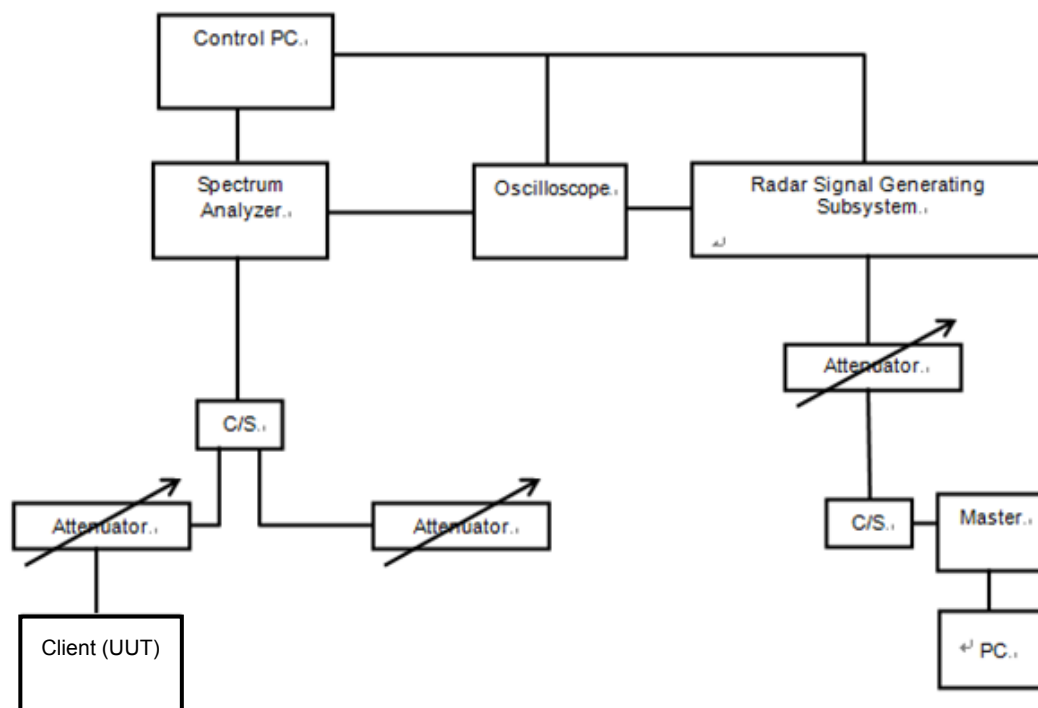 Control PC.
Spectrum
Analyzer.
Oscilloscope.
Radar Signal Generating
Subsystem.
Attenuator.
C/S.
Attenuator.
Attenuator.
C/S.
Master.
Client (UUT)
PC.